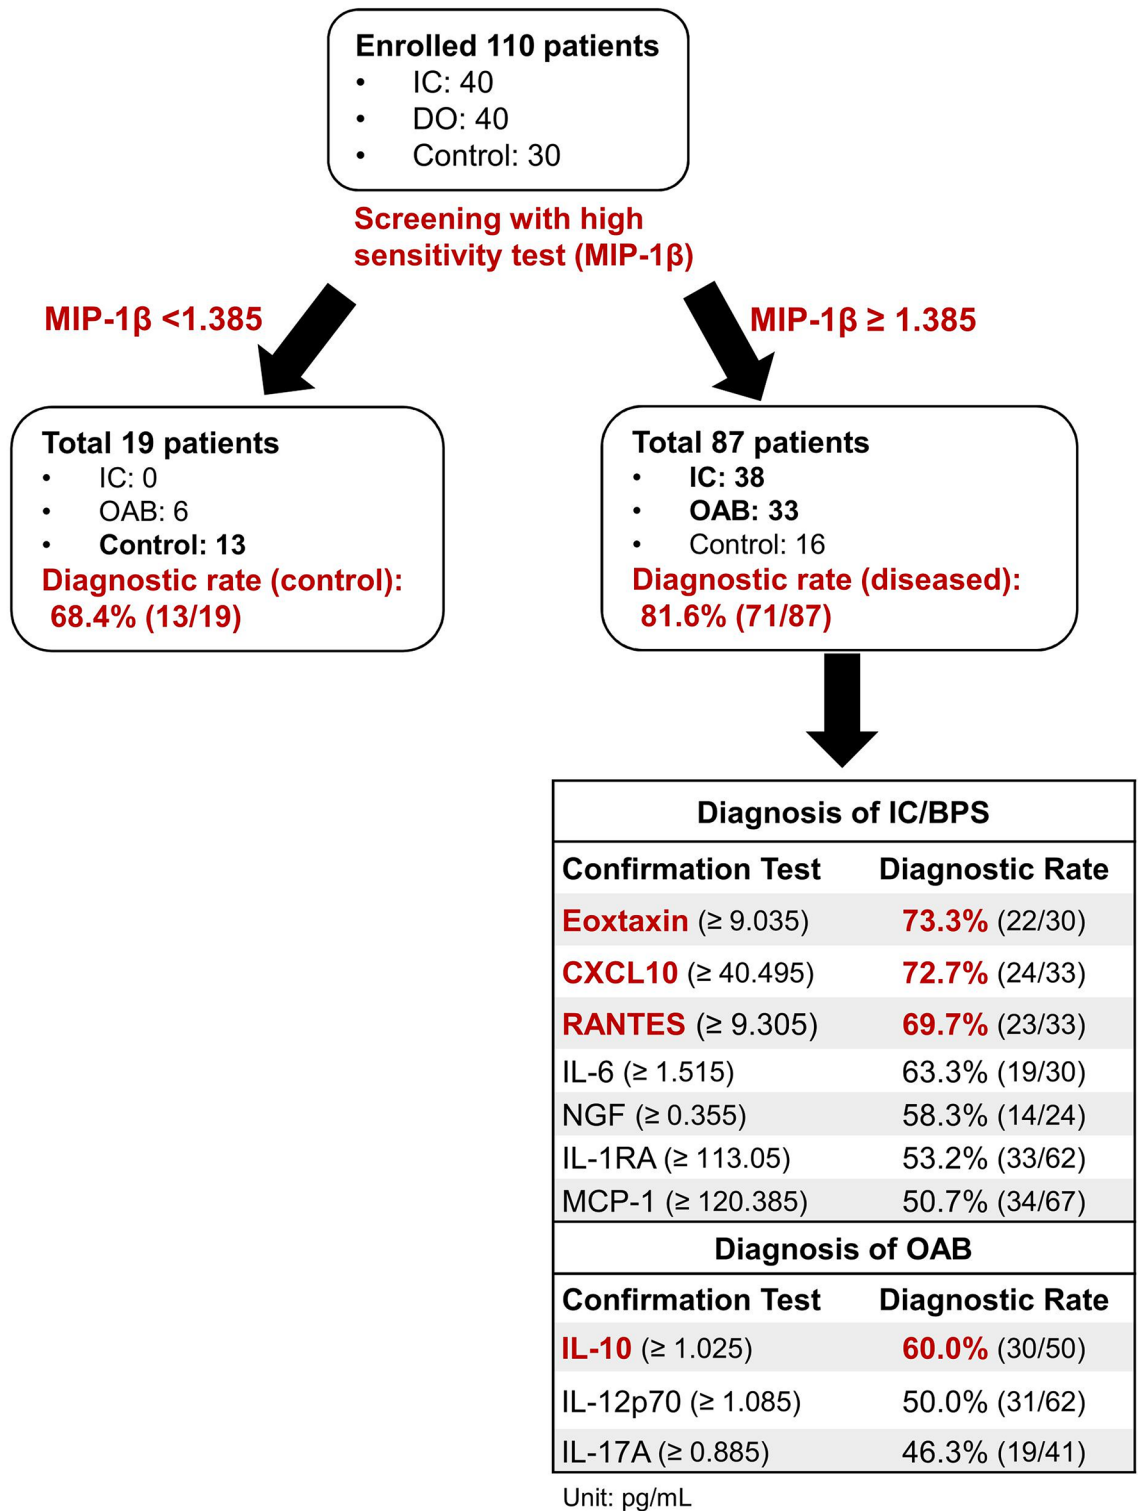 Enrolled 110 patients
• IC: 40
• DO: 40
• Control: 30
Screening with high
sensitivity test (MIP-1β)
MIP-1β <1.385
MIP-1β ≥ 1.385
Total 19 patients
• IC: 0
• OAB: 6
• Control: 13
Diagnostic rate (control):
68.4% (13/19)
Total 87 patients
• IC: 38
• OAB: 33
• Control: 16
Diagnostic rate (diseased):
81.6% (71/87)
Diagnosis of IC/BPS
Confirmation Test Diagnostic Rate
Eoxtaxin (≥ 9.035) 73.3% (22/30)
CXCL10 (≥ 40.495) 72.7% (24/33)
RANTES (≥ 9.305) 69.7% (23/33)
IL-6 (≥ 1.515) 63.3% (19/30)
NGF (≥ 0.355) 58.3% (14/24)
IL-1RA (≥ 113.05) 53.2% (33/62)
MCP-1 (≥ 120.385) 50.7% (34/67)
Diagnosis of OAB
Confirmation Test Diagnostic Rate
IL-10 (≥ 1.025) 60.0% (30/50)
IL-12p70 (≥ 1.085) 50.0% (31/62)
IL-17A (≥ 0.885) 46.3% (19/41)
Unit: pg/mL